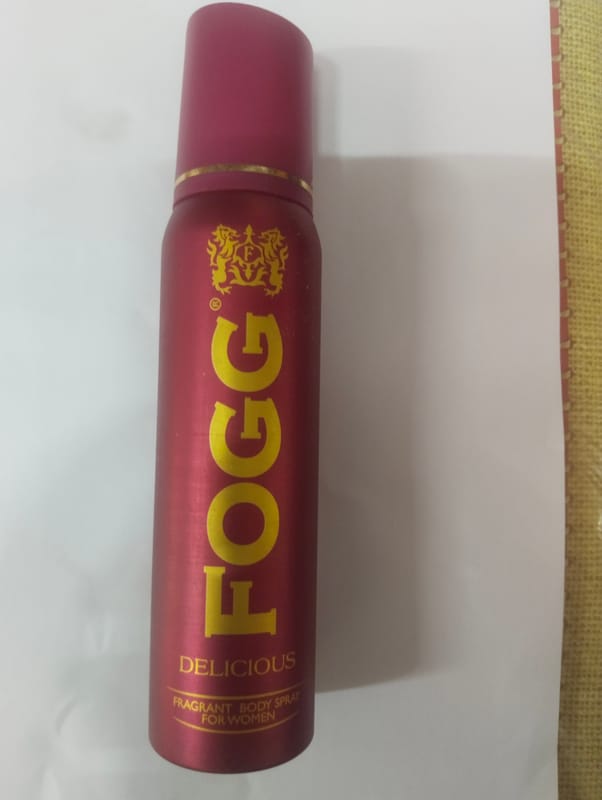 F
®
FOGG
DELICIOUS
FRAGRANT BODY SPRAY
FOR WOMEN